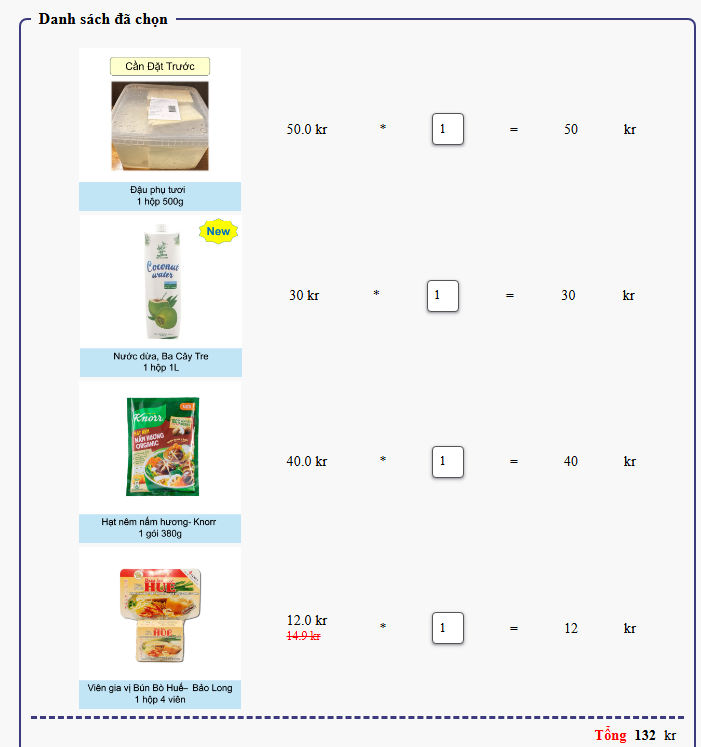 Danh sách đã chọn
Cần Đặt Trước
50.0 kr * 1 = 50 kr
Đậu phụ tươi
1 hộp 500g
New
Coconut
water
30 kr * 1 = 30 kr
Nước dừa, Ba Cây Tre
1 hộp 1L
Knorr
HẠT NÊM
NẤM HƯƠNG
ORGANIC
40.0 kr * 1 = 40 kr
Hạt nêm nấm hương- Knorr
1 gói 380g
HUẾ
HUẾ
12.0 kr * 1 = 12 kr
14.9 kr
Viên gia vị Bún Bò Huế– Bảo Long
1 hộp 4 viên
Tổng 132 kr